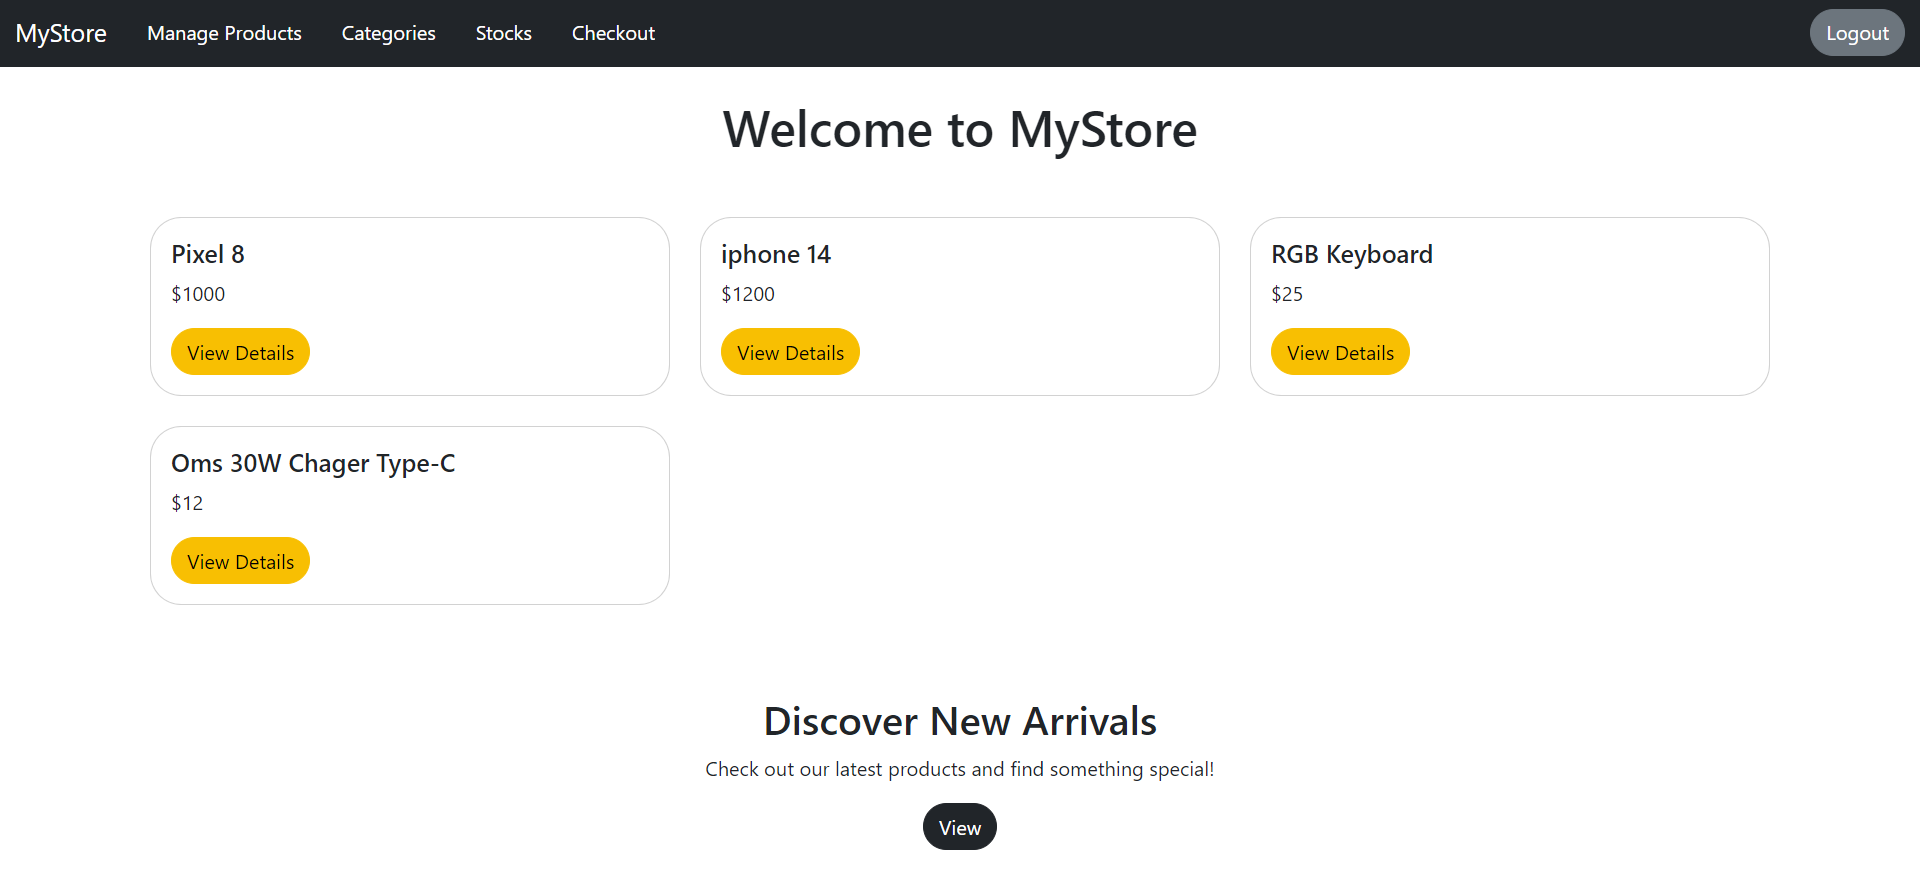 MyStore Manage Products Categories Stocks Checkout Logout
Welcome to MyStore
Pixel 8
$1000
View Details
iphone 14
$1200
View Details
RGB Keyboard
$25
View Details
Oms 30W Chager Type-C
$12
View Details
Discover New Arrivals
Check out our latest products and find something special!
View